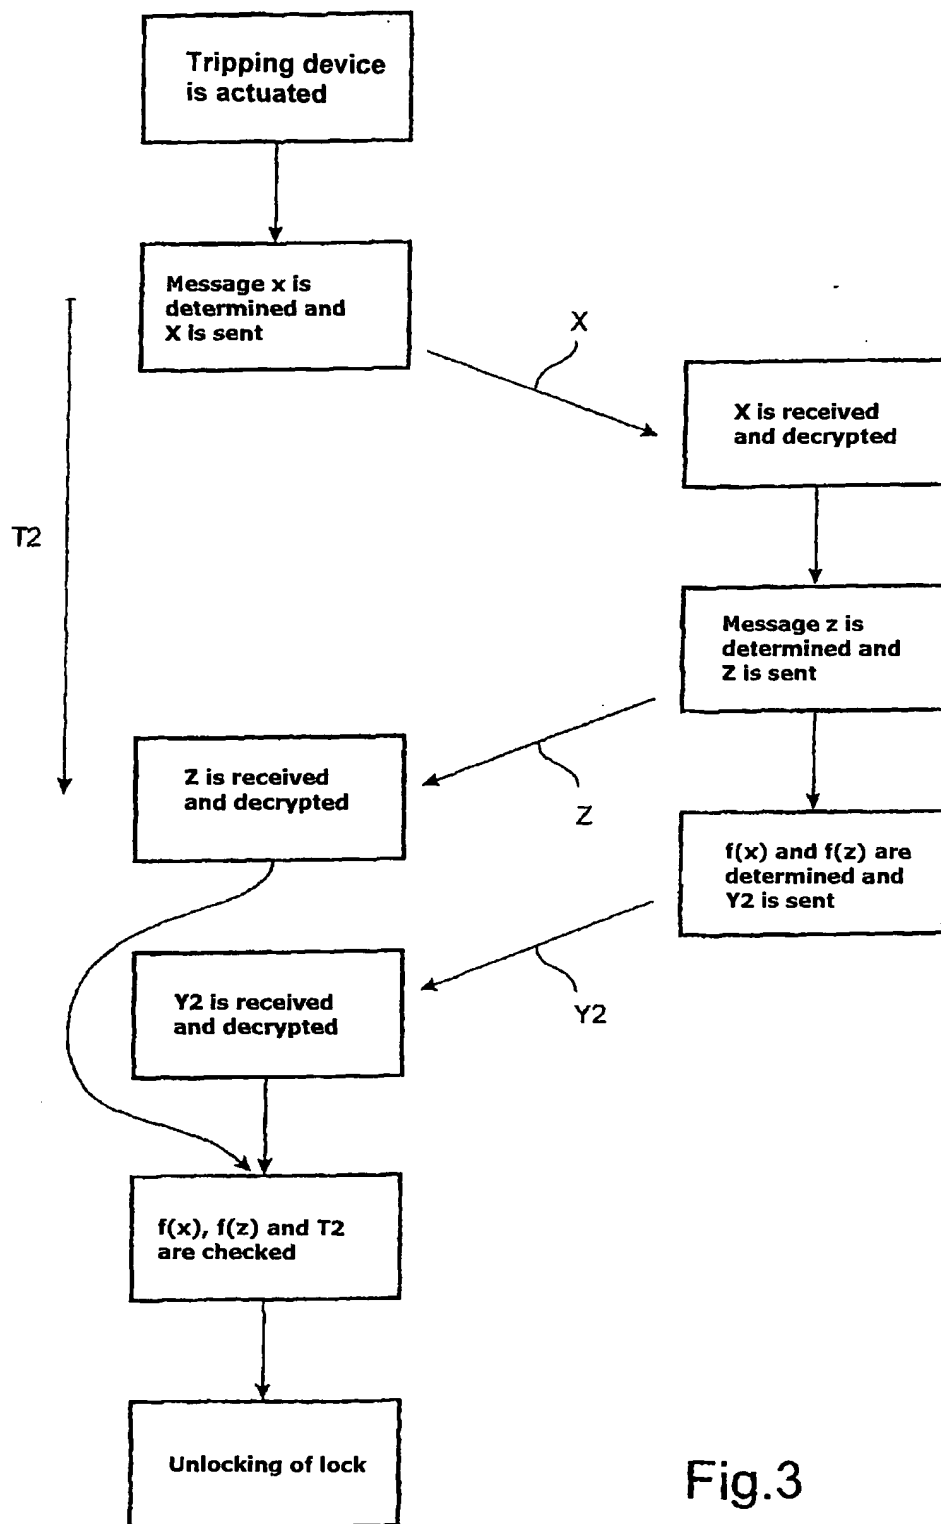 Tripping device
is actuated
Message x is
determined and
X is sent
X
X is received
and decrypted
T2
Message z is
determined and
Z is sent
Z is received
and decrypted
Z
f(x) and f(z) are
determined and
Y2 is sent
Y2 is received
and decrypted
Y2
f(x), f(z) and T2
are checked
Unlocking of lock
Fig.3